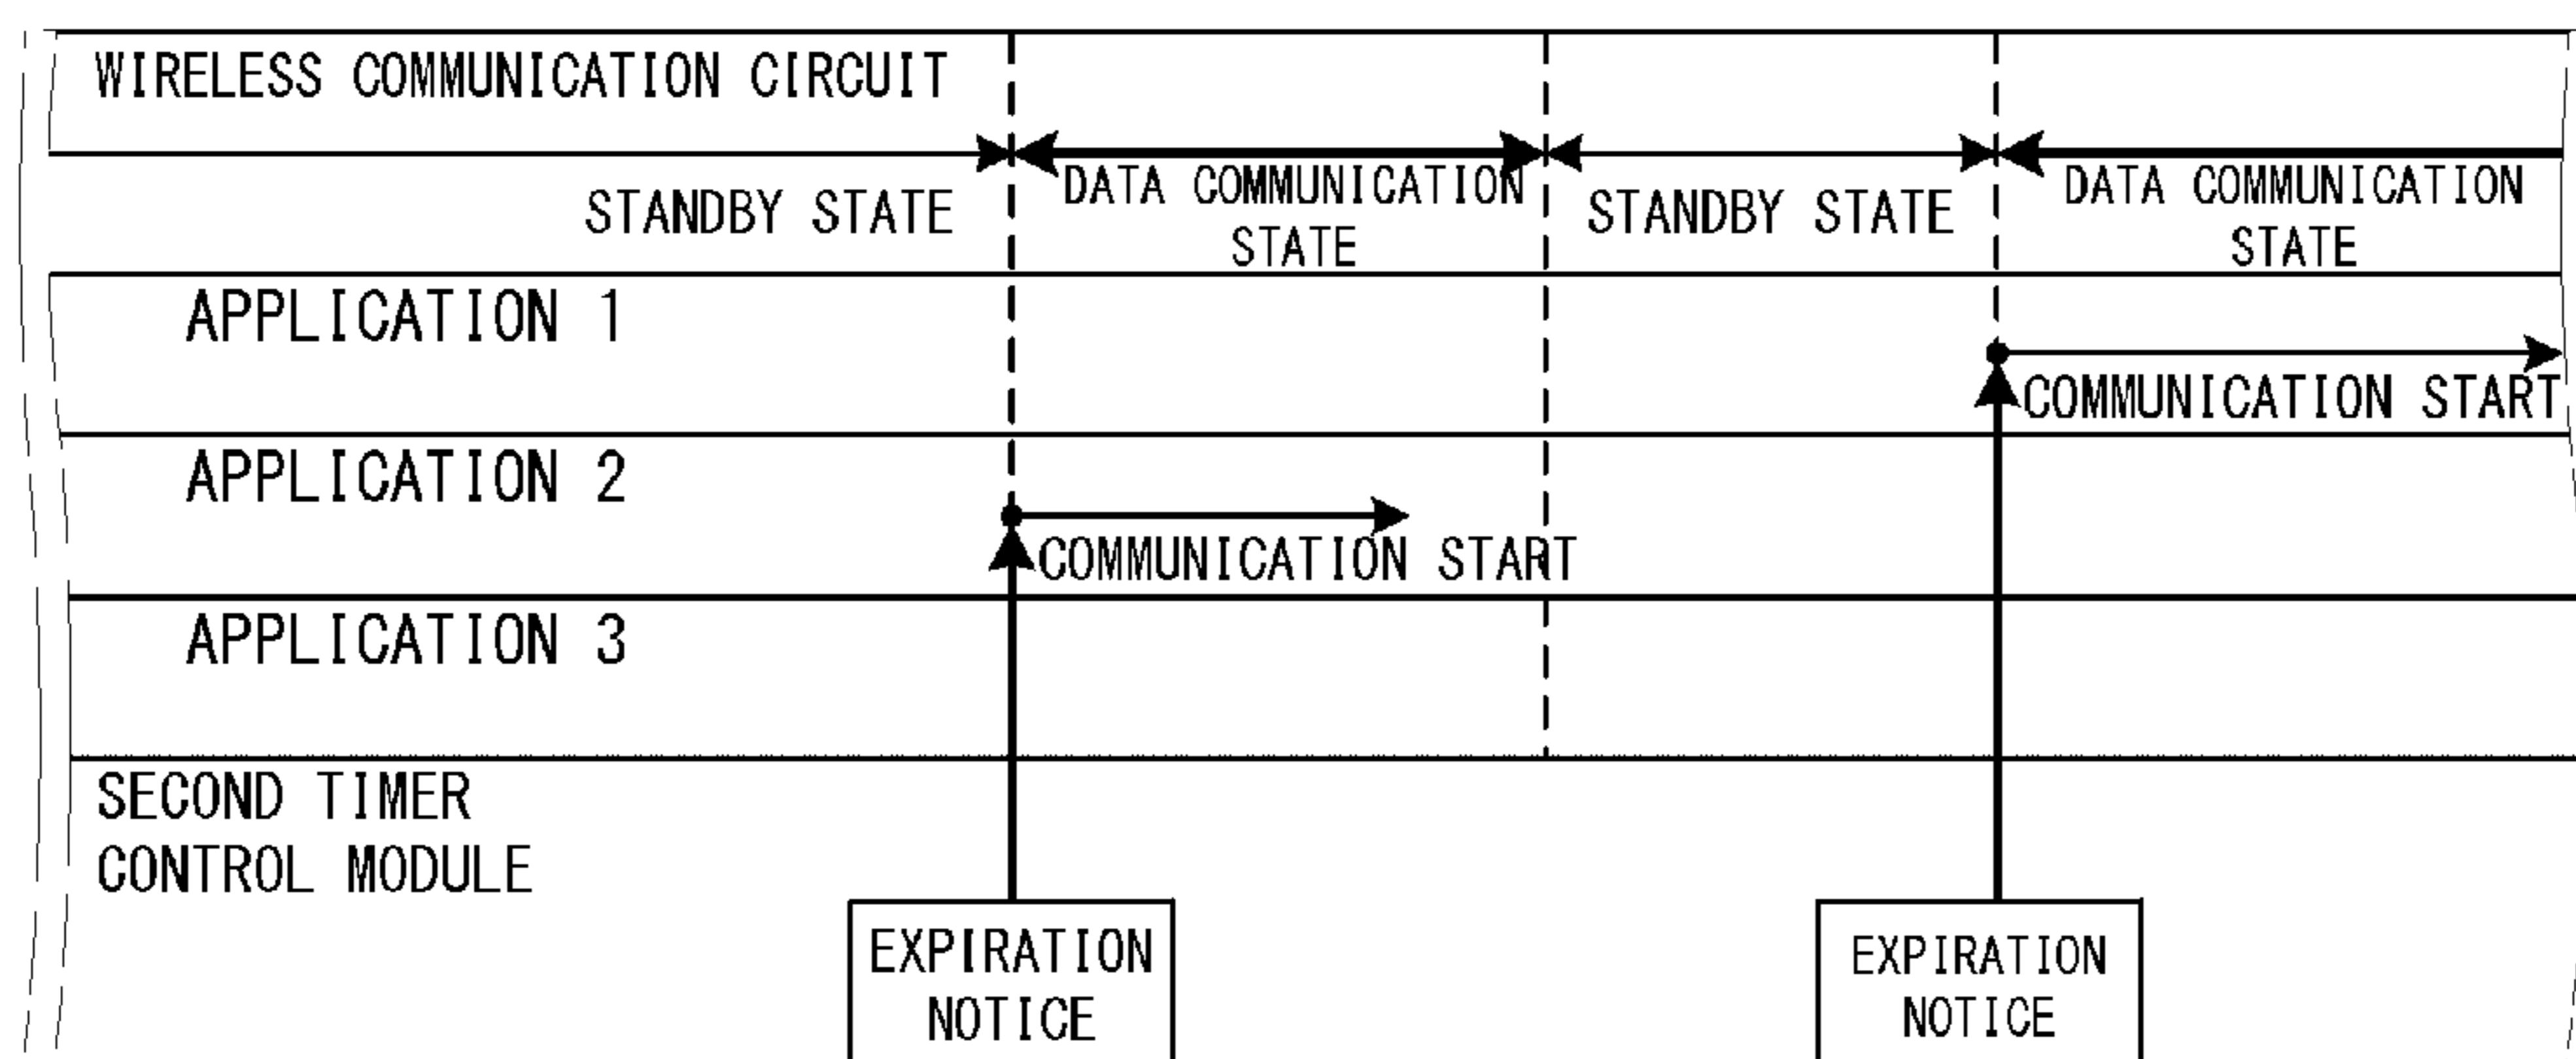 WIRELESS COMMUNICATION CIRCUIT
STANDBY STATE
DATA COMMUNICATION
STATE
STANDBY STATE
DATA COMMUNICATION
STATE
APPLICATION 1
COMMUNICATION START
APPLICATION 2
COMMUNICATION START
APPLICATION 3
SECOND TIMER
CONTROL MODULE
EXPIRATION
NOTICE
EXPIRATION
NOTICE